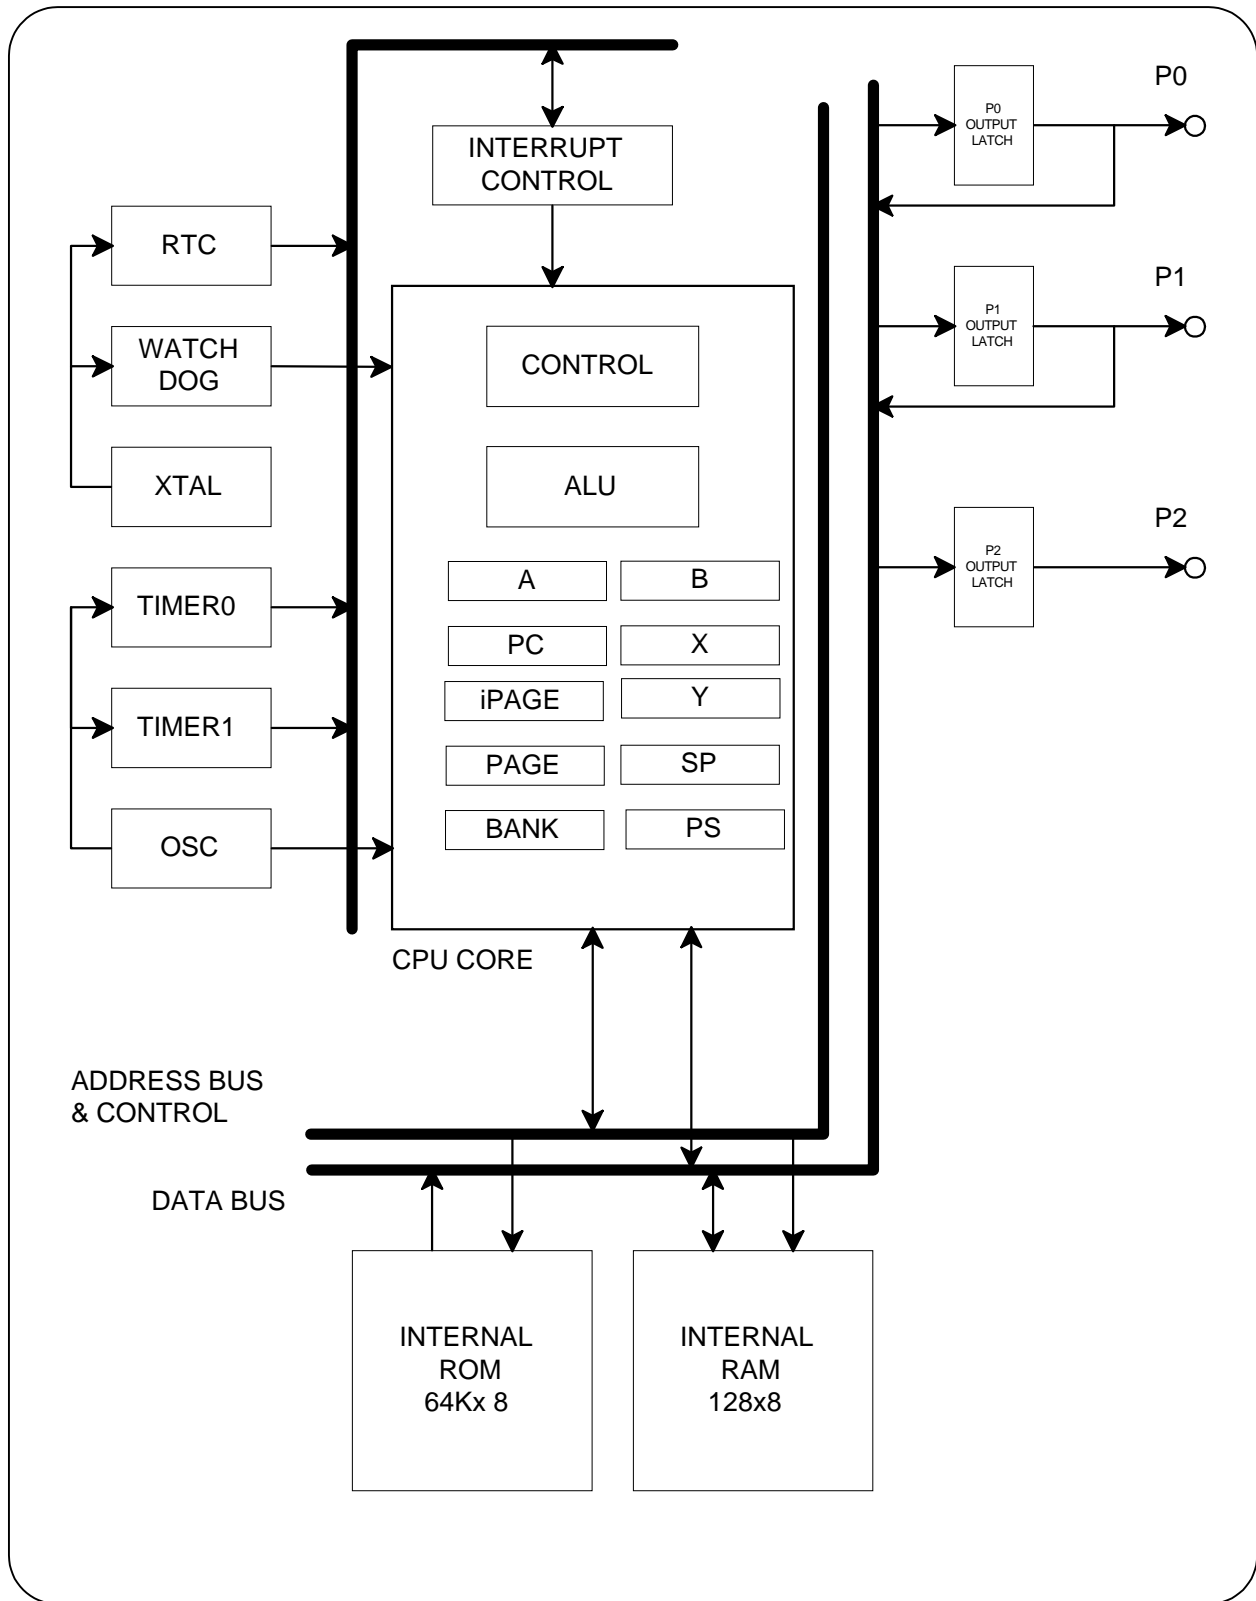 P0
P0
OUTPUT
LATCH
INTERRUPT
CONTROL
RTC
P1
P1
OUTPUT
LATCH
WATCH
DOG
CONTROL
XTAL
ALU
P2
P2
OUTPUT
LATCH
TIMER0
A
B
PC
X
iPAGE
Y
TIMER1
PAGE
SP
OSC
BANK
PS
CPU CORE
ADDRESS BUS
& CONTROL
DATA BUS
INTERNAL
ROM
64Kx 8
INTERNAL
RAM
128x8